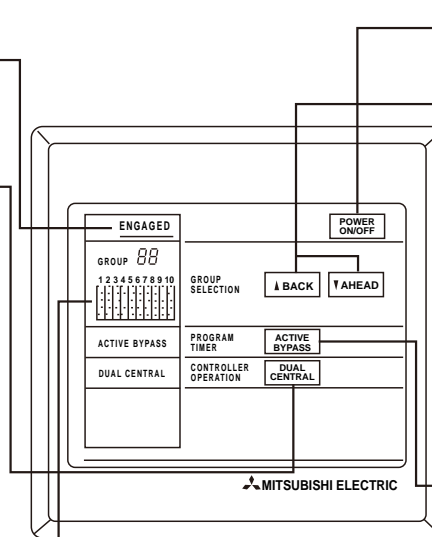 ENGAGED
POWER
ON/OFF
GROUP 88
1 2 3 4 5 6 7 8 9 10
GROUP
SELECTION
BACK
AHEAD
ACTIVE BYPASS
PROGRAM
TIMER
ACTIVE
BYPASS
DUAL CENTRAL
CONTROLLER
OPERATION
DUAL
CENTRAL
MITSUBISHI ELECTRIC